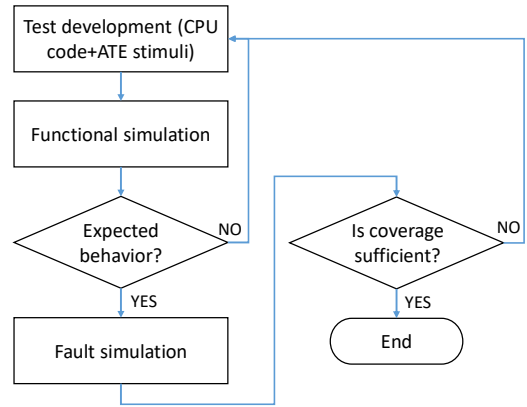 Test development (CPU
code+ATE stimuli)
Functional simulation
Expected
behavior?
NO
YES
Fault simulation
Is coverage
sufficient?
NO
YES
End